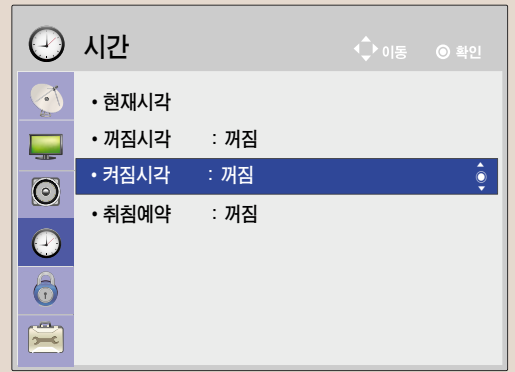 시간
이동 확인
• 현재시각
• 꺼짐시각 : 꺼짐
• 켜짐시각 : 꺼짐
• 취침예약 : 꺼짐